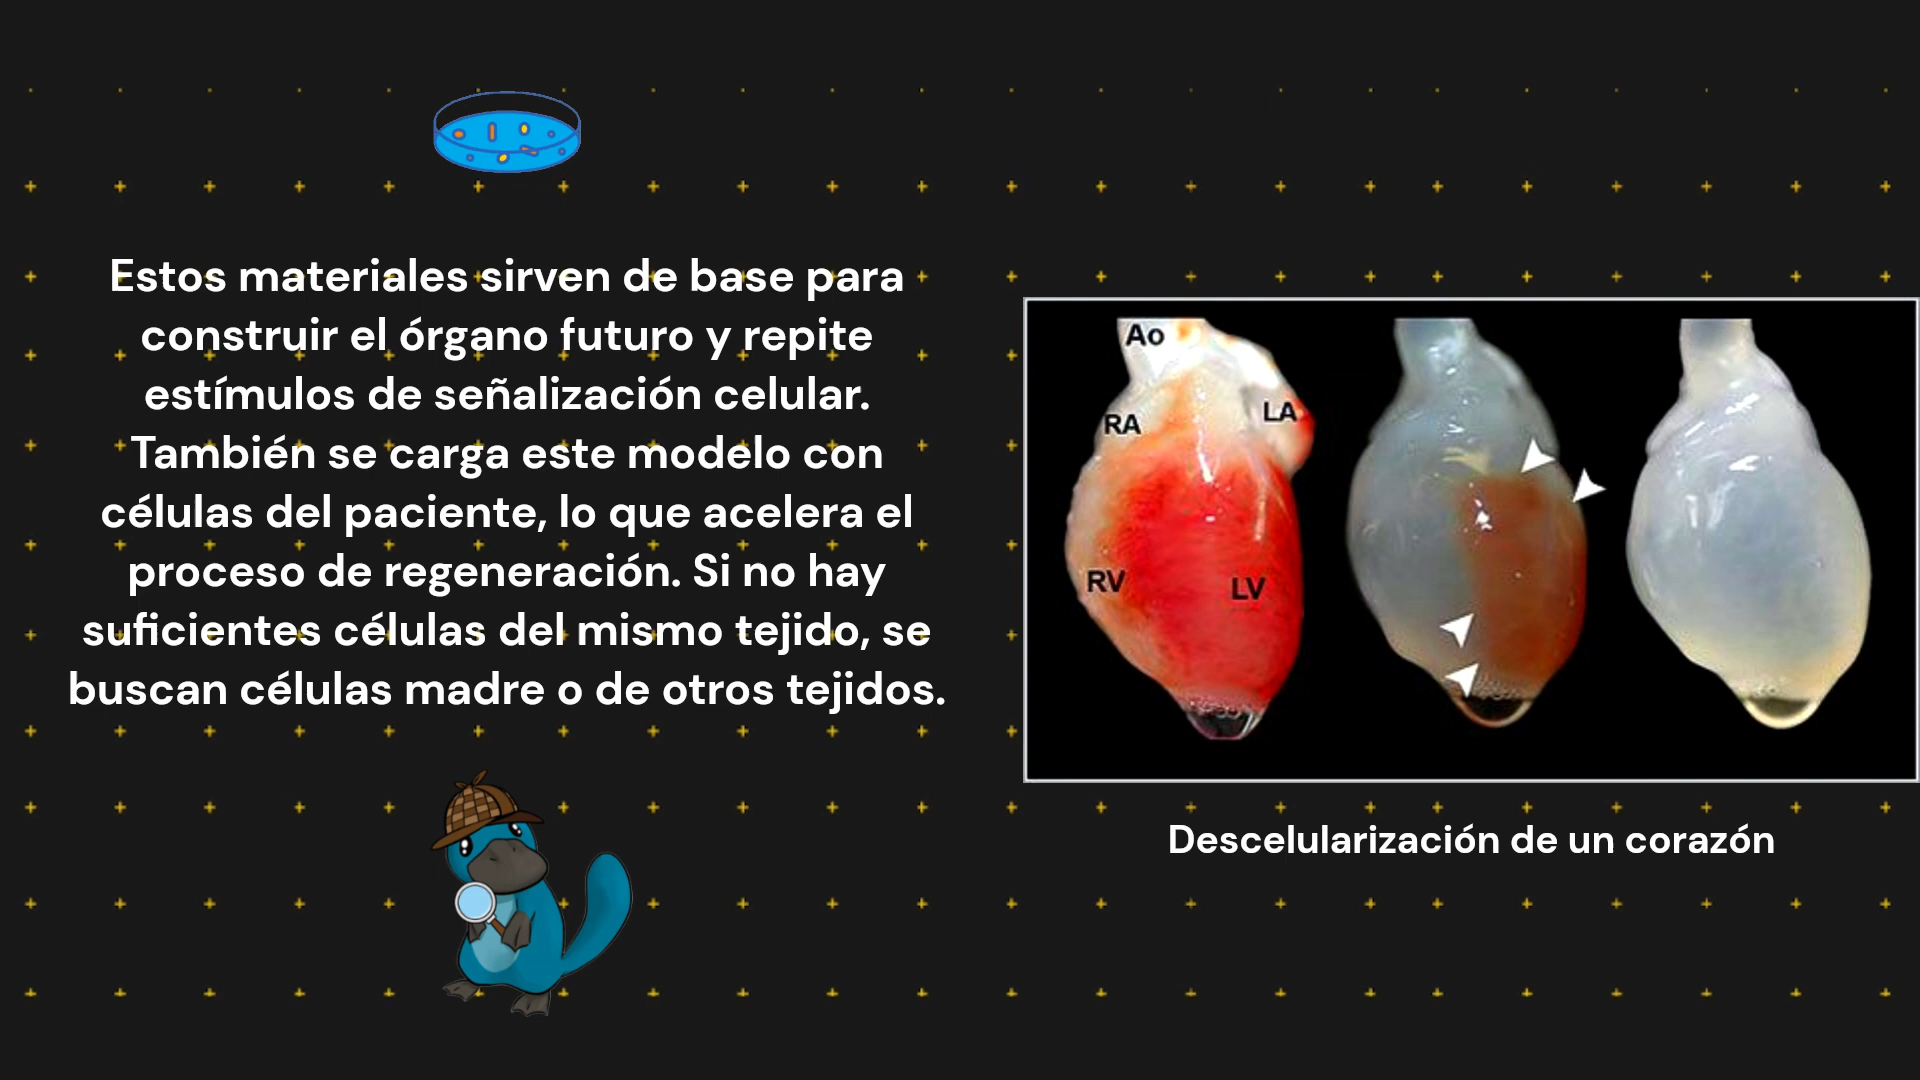 Estos materiales sirven de base para
construir el órgano futuro y repite
estímulos de señalización celular.
También se carga este modelo con
células del paciente, lo que acelera el
proceso de regeneración. Si no hay
suficientes células del mismo tejido, se
buscan células madre o de otros tejidos.
Ao
RA
LA
RV
LV
Descelularización de un corazón